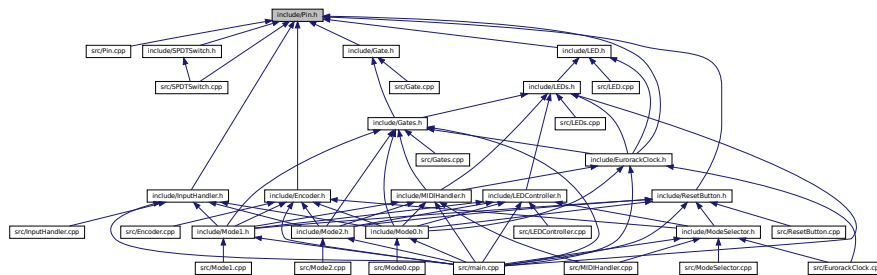 include/Pin.h
src/Pin.cpp
include/SPDTSwitch.h
include/Gate.h
include/LED.h
src/SPDTSwitch.cpp
src/Gate.cpp
include/LEDs.h
src/LED.cpp
include/Gates.h
src/LEDs.cpp
src/Gates.cpp
include/EurorackClock.h
include/InputHandler.h
include/Encoder.h
include/MIDIHandler.h
include/LEDController.h
include/ResetButton.h
src/InputHandler.cpp
src/Encoder.cpp
include/Mode1.h
include/Mode2.h
include/Mode0.h
src/LEDController.cpp
include/ModeSelector.h
src/ResetButton.cpp
src/Mode1.cpp
src/Mode2.cpp
src/Mode0.cpp
src/main.cpp
src/MIDIHandler.cpp
src/ModeSelector.cpp
src/EurorackClock.cpp